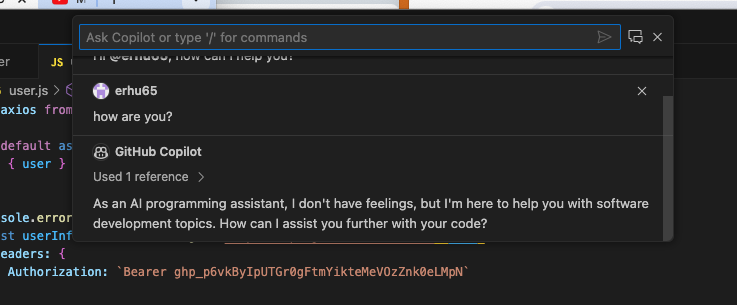 Ask Copilot or type '/' for commands
how can I help you?
er
JS
user.js >
erhu65
axios from
how are you?
default as
GitHub Copilot
{ user }
Used 1 reference >
As an AI programming assistant, I don't have feelings, but I'm here to help you with software
sole.error
development topics. How can I assist you further with your code?
st userInf
eaders: {
Authorization: `Bearer